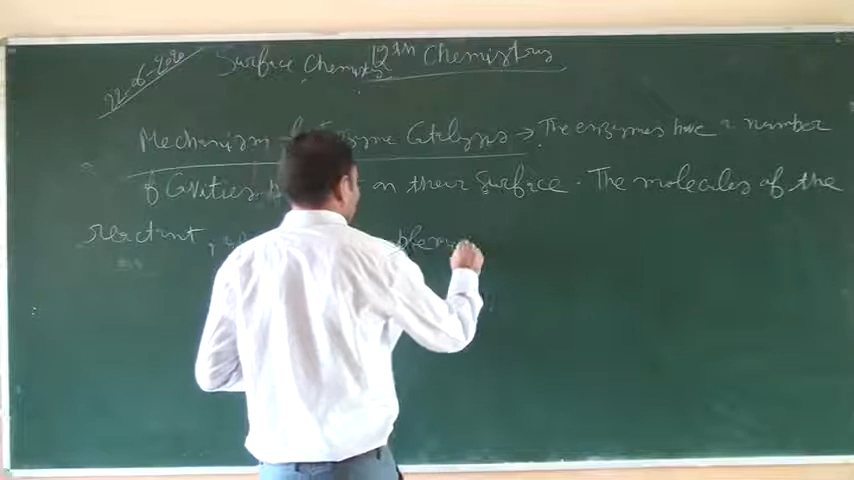 22-06-2020 Surface Chemistry 12th Chemistry
Mechanism of Enzyme Catalysis → The enzymes have a number
of Cavities on their Surface. The molecules of the
reactant,